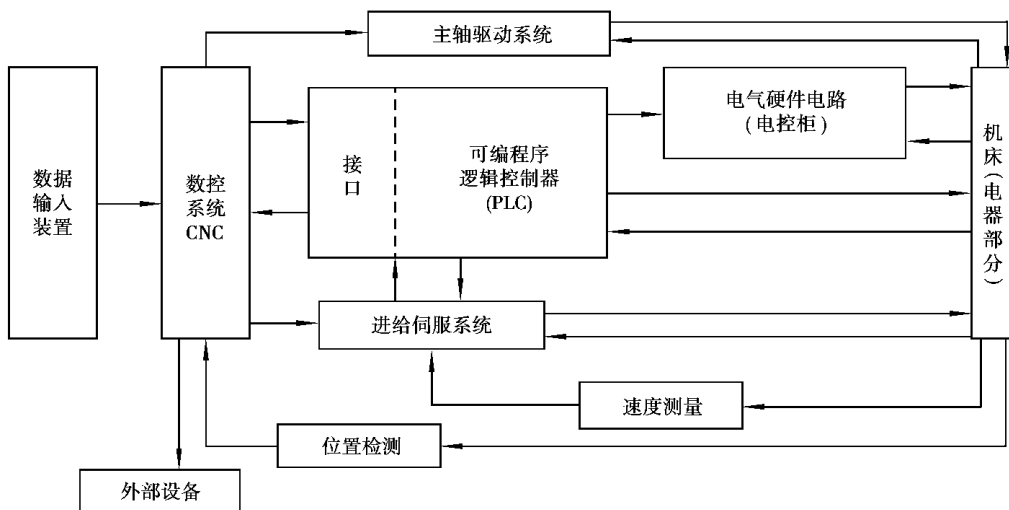 主轴驱动系统
电气硬件电路
(电控柜)
数据
输入
装置
数控
系统
CNC
接
口
可编程序
逻辑控制器
(PLC)
机床(电器部分)
进给伺服系统
速度测量
位置检测
外部设备